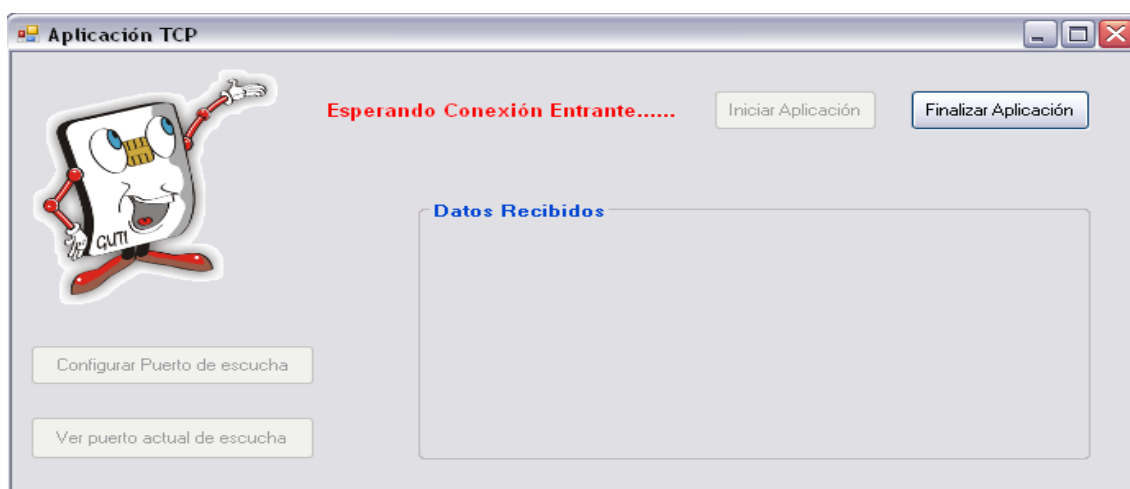 Aplicación TCP
Esperando Conexión Entrante......
Iniciar Aplicación
Finalizar Aplicación
Datos Recibidos
GUTI
Configurar Puerto de escucha
Ver puerto actual de escucha